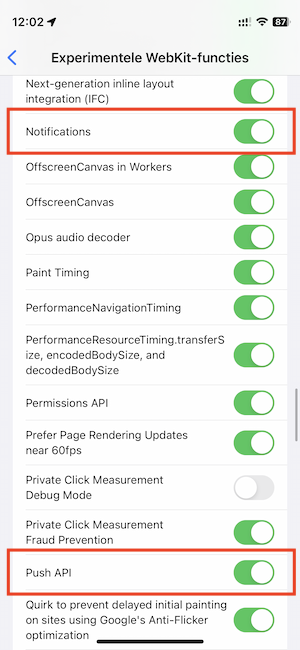 12:02
87
Experimentele WebKit-functies
Next-generation inline layout
integration (IFC)
Notifications
OffscreenCanvas in Workers
OffscreenCanvas
Opus audio decoder
Paint Timing
PerformanceNavigationTiming
PerformanceResourceTiming.transferS
ize, encodedBodySize, and
decodedBodySize
Permissions API
Prefer Page Rendering Updates
near 60fps
Private Click Measurement
Debug Mode
Private Click Measurement
Fraud Prevention
Push API
Quirk to prevent delayed initial painting
on sites using Google's Anti-Flicker
optimization